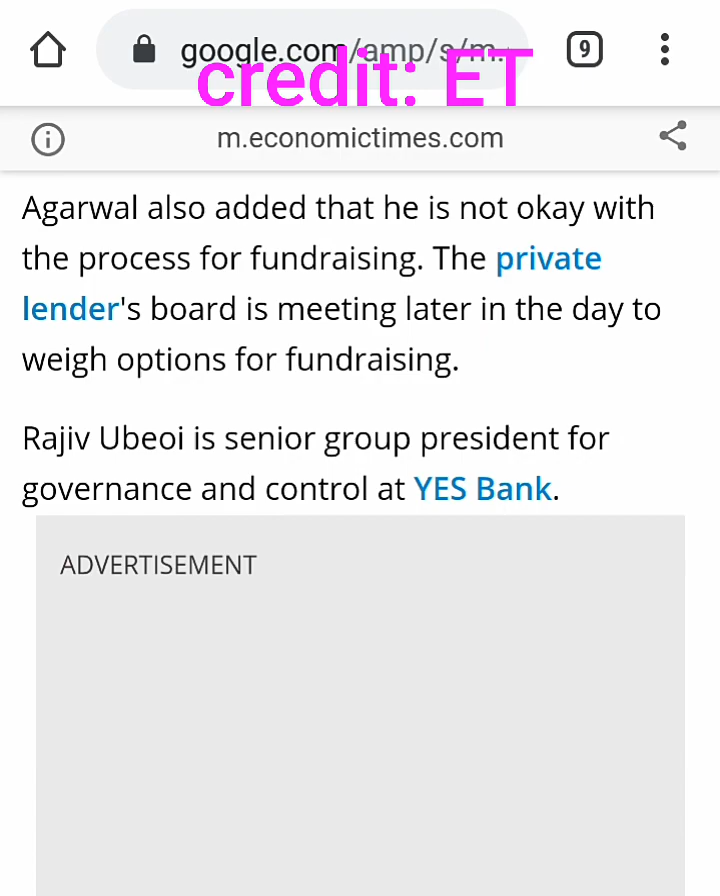 google.com/amp/s/m.
9
credit: ET
m.economictimes.com
Agarwal also added that he is not okay with
the process for fundraising. The private
lender's board is meeting later in the day to
weigh options for fundraising.
Rajiv Ubeoi is senior group president for
governance and control at YES Bank.
ADVERTISEMENT